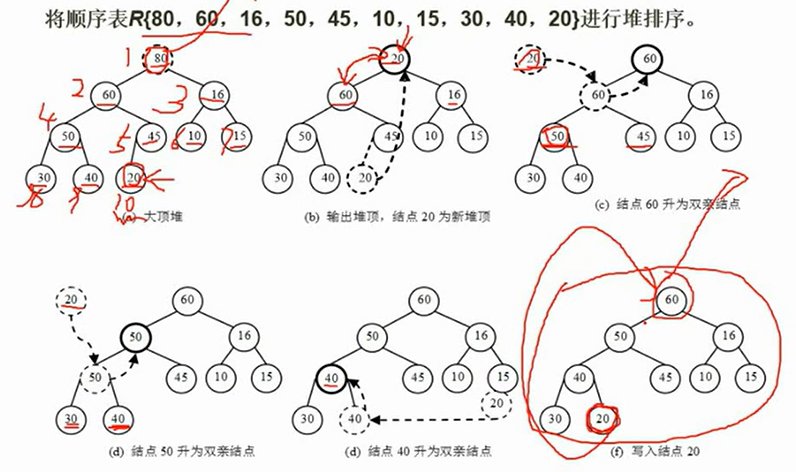 将顺序表R{80，60，16，50，45，10，15，30，40，20}进行堆排序。
1 80
2 60 3 16
4 50 5 45 6 10 7 15
8 30 9 40 20
10
(a) 大顶堆
20
60 16
50 45 10 15
30 40 20
(b) 输出堆顶，结点 20 为新堆顶
20 60
60 16
50 45 10 15
30 40
(c) 结点 60 升为双亲结点
20 60
50 16
50 45 10 15
30 40
(d) 结点 50 升为双亲结点
60
50 16
40 45 10 15
30 40 20
(d) 结点 40 升为双亲结点
60
50 16
40 45 10 15
30 20
(f) 写入结点 20